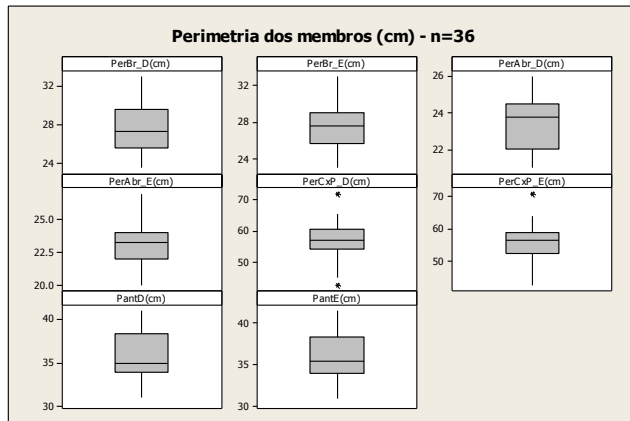 Perimetria dos membros (cm) - n=36
PerBr_D(cm)
PerBr_E(cm)
PerAbr_D(cm)
32
28
24
32
28
24
26
24
22
PerAbr_E(cm)
PerCxP_D(cm)
PerCxP_E(cm)
25.0
22.5
20.0
70
60
50
70
60
50
PantD(cm)
PantE(cm)
40
35
30
40
35
30